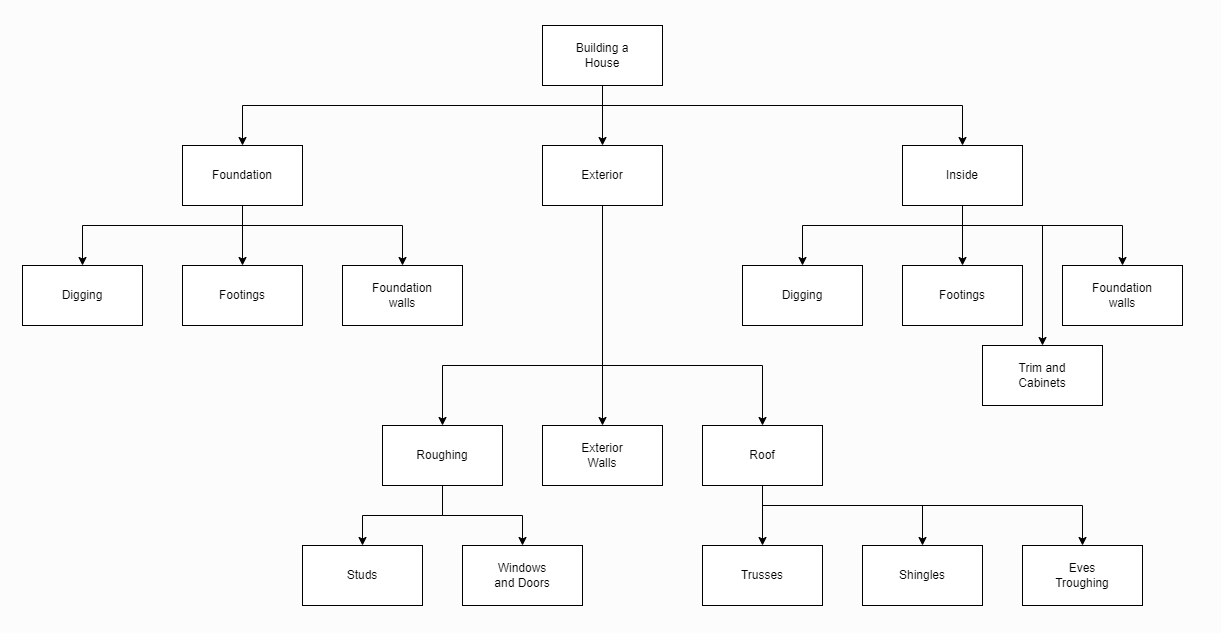 Building a
House
Foundation
Exterior
Inside
Digging
Footings
Foundation
walls
Digging
Footings
Foundation
walls
Trim and
Cabinets
Roughing
Exterior
Walls
Roof
Studs
Windows
and Doors
Trusses
Shingles
Eves
Troughing